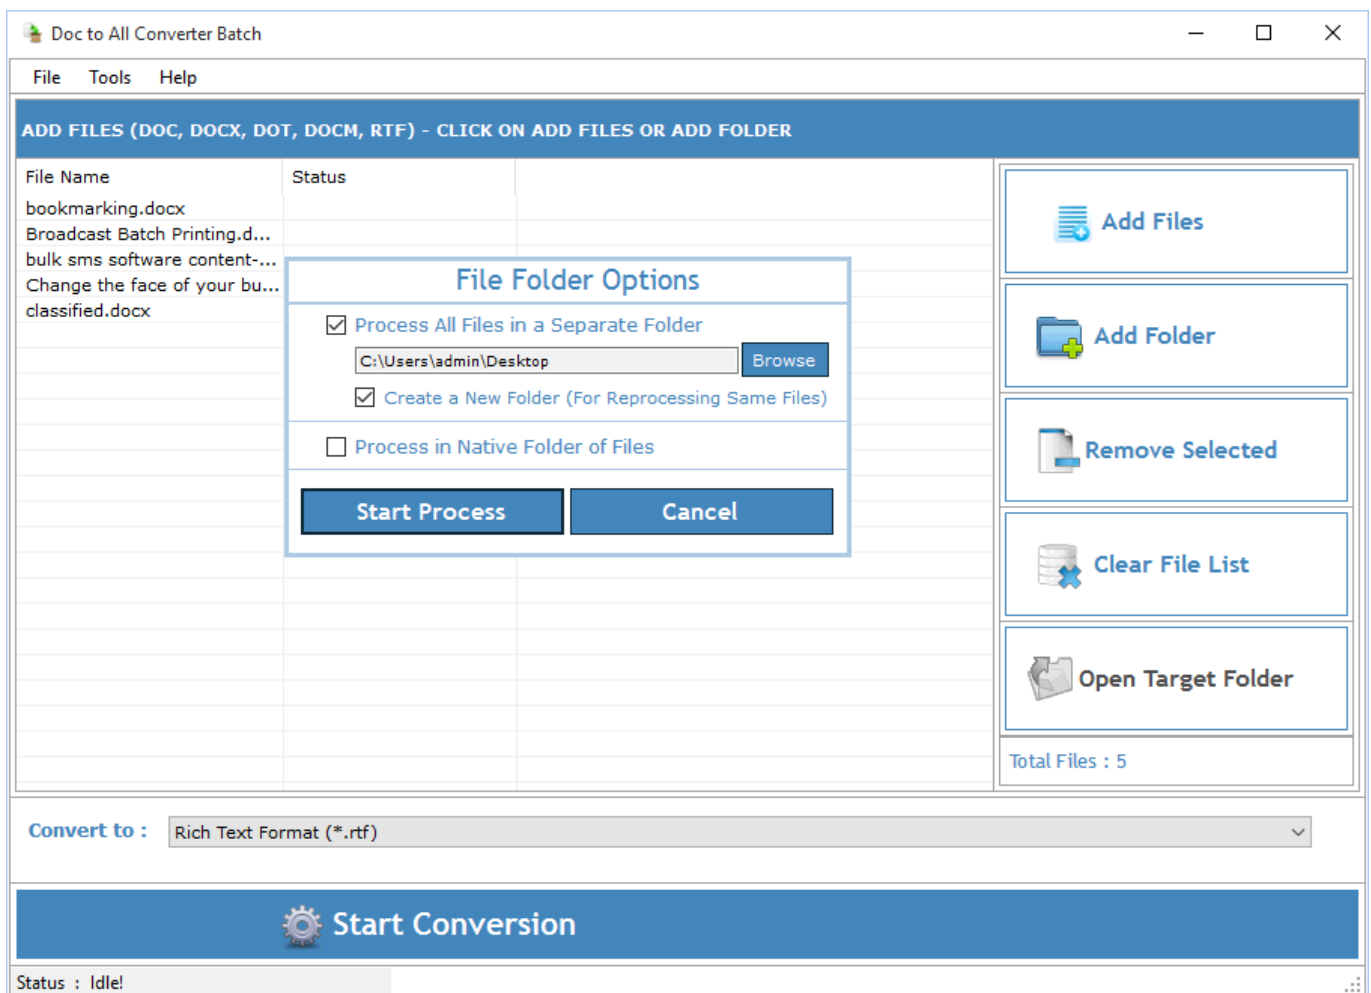 Doc to All Converter Batch
File Tools Help
ADD FILES (DOC, DOCX, DOT, DOCM, RTF) - CLICK ON ADD FILES OR ADD FOLDER
File Name Status
bookmarking.docx
Broadcast Batch Printing.d...
bulk sms software content-...
Change the face of your bu...
classified.docx
File Folder Options
Process All Files in a Separate Folder
C:\Users\admin\Desktop Browse
Create a New Folder (For Reprocessing Same Files)
Process in Native Folder of Files
Start Process Cancel
Add Files
Add Folder
Remove Selected
Clear File List
Open Target Folder
Total Files : 5
Convert to : Rich Text Format (*.rtf)
Start Conversion
Status : Idle!